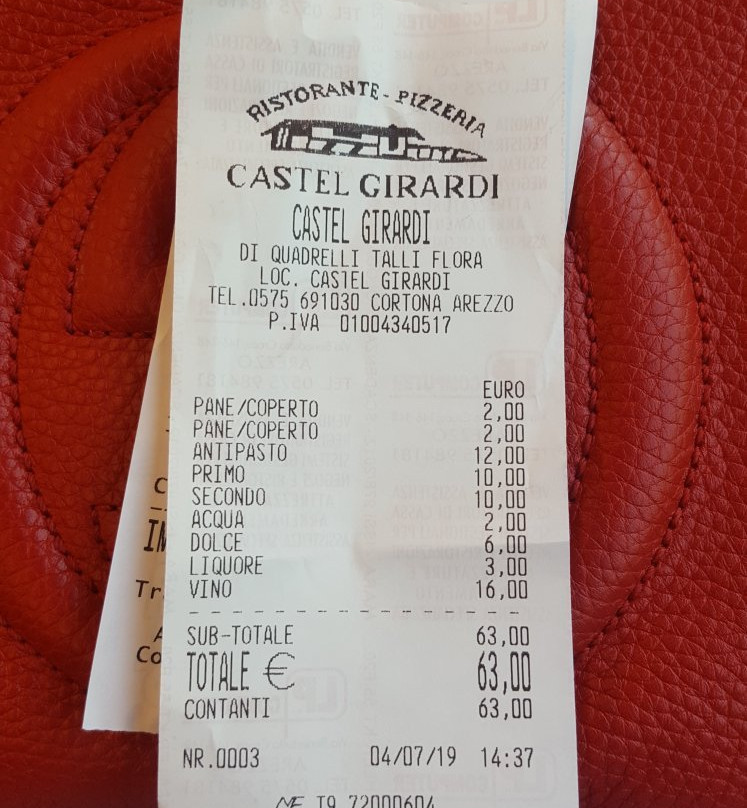 RISTORANTE - PIZZERIA
CASTEL GIRARDI
CASTEL GIRARDI
DI QUADRELLI TALLI FLORA
LOC. CASTEL GIRARDI
TEL.0575 691030 CORTONA AREZZO
P.IVA 01004340517
EURO
PANE/COPERTO 2,00
PANE/COPERTO 2,00
ANTIPASTO 12,00
PRIMO 10,00
SECONDO 10,00
ACQUA 2,00
DOLCE 6,00
LIQUORE 3,00
VINO 16,00
SUB-TOTALE 63,00
TOTALE € 63,00
CONTANTI 63,00
NR.0003 04/07/19 14:37